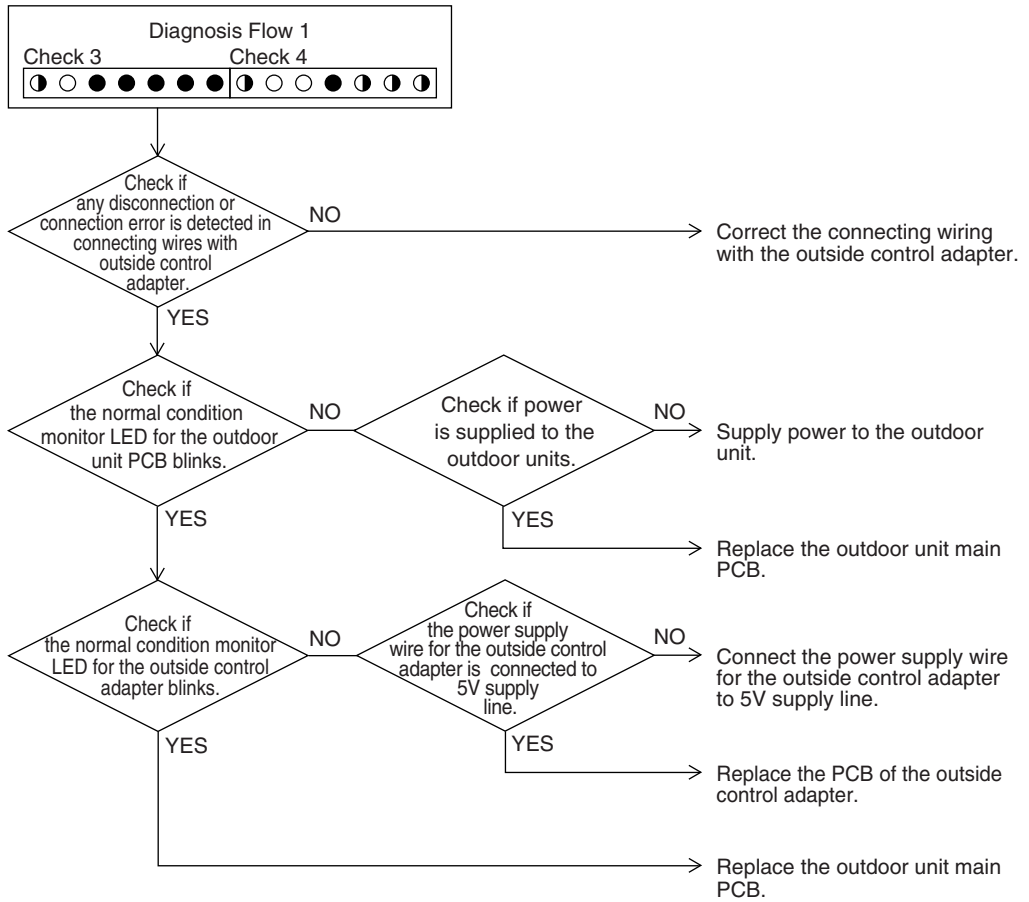 Diagnosis Flow 1
Check 3
Check 4
Check if
any disconnection or
connection error is detected in
connecting wires with
outside control
adapter.
NO
Correct the connecting wiring
with the outside control adapter.
YES
Check if
the normal condition
monitor LED for the outdoor
unit PCB blinks.
NO
Check if power
is supplied to the
outdoor units.
NO
Supply power to the outdoor
unit.
YES
YES
Replace the outdoor unit main
PCB.
Check if
the normal condition monitor
LED for the outside control
adapter blinks.
NO
Check if
the power supply
wire for the outside control
adapter is connected to
5V supply
line.
NO
Connect the power supply wire
for the outside control adapter
to 5V supply line.
YES
YES
Replace the PCB of the outside
control adapter.
Replace the outdoor unit main
PCB.